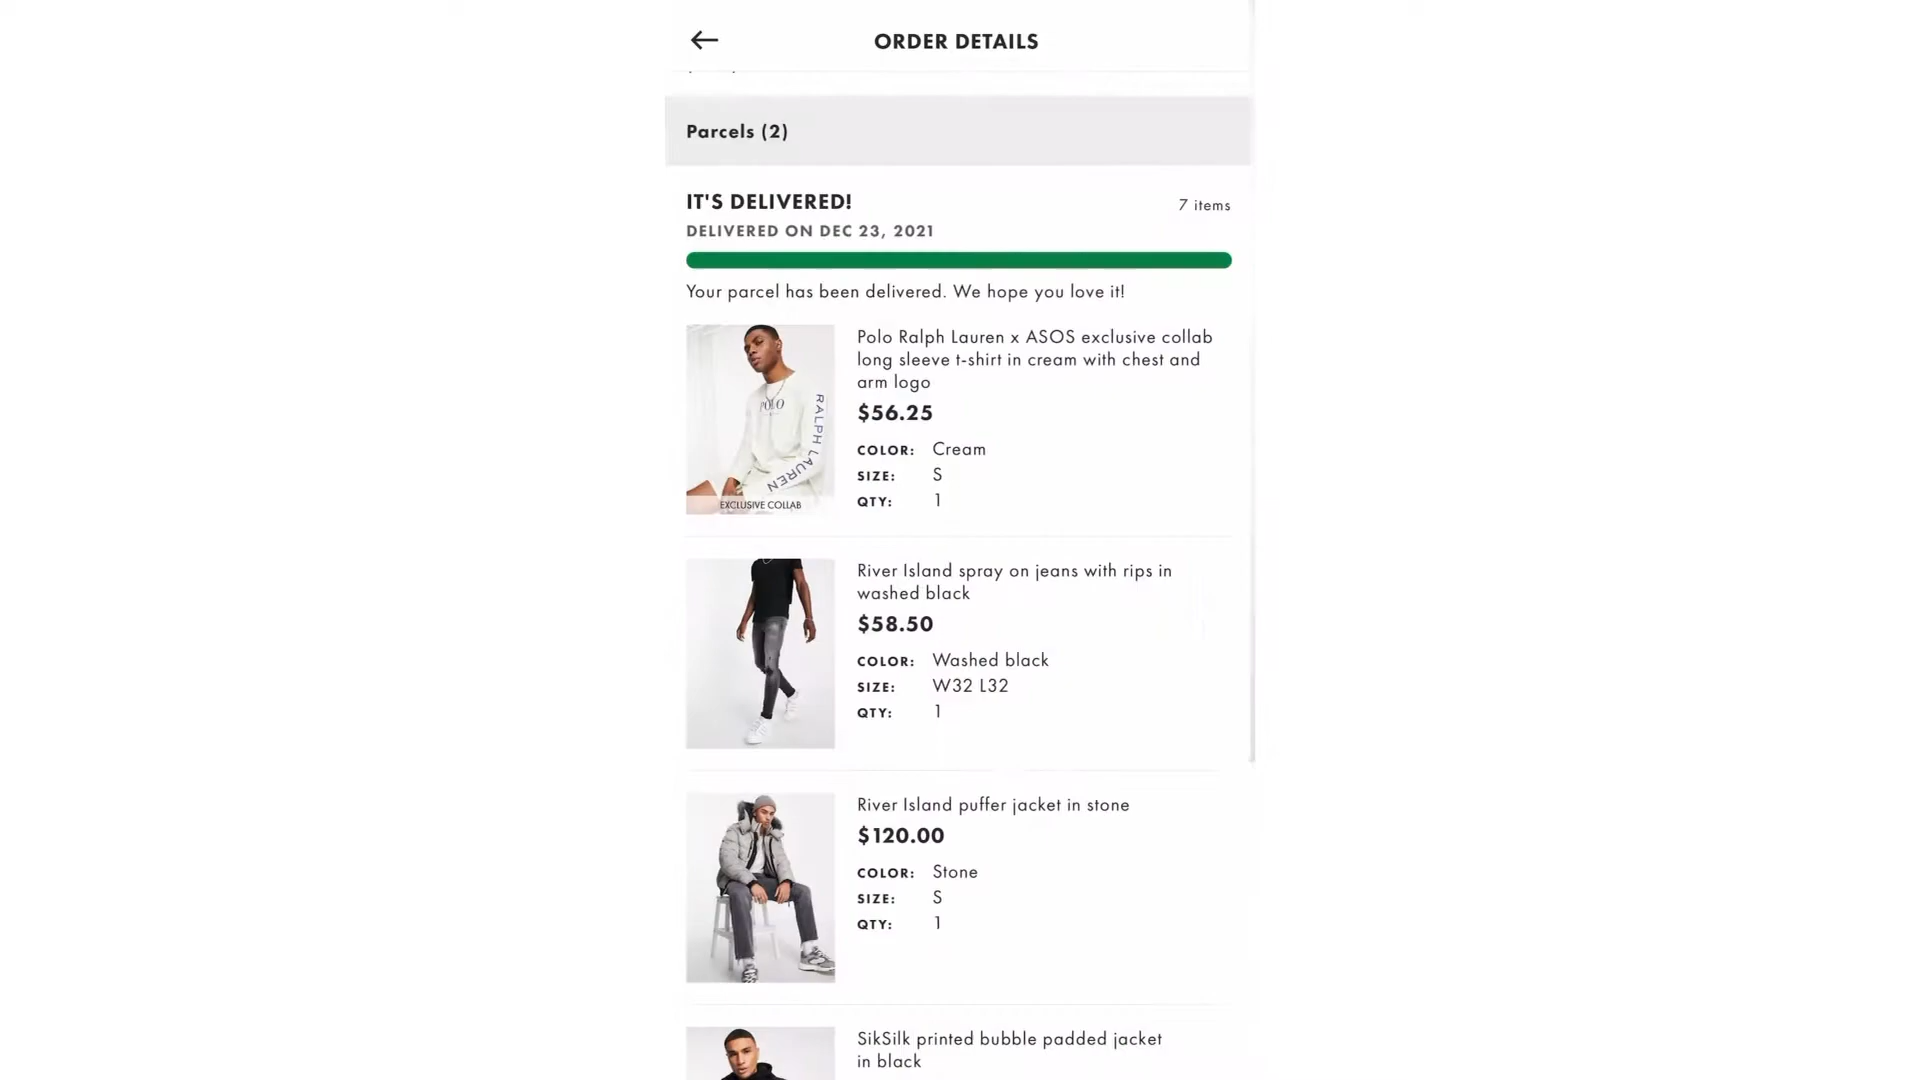 ORDER DETAILS
Parcels (2)
IT'S DELIVERED!
7 items
DELIVERED ON DEC 23, 2021
Your parcel has been delivered. We hope you love it!
POLO
RALPH LAUREN
EXCLUSIVE COLLAB
Polo Ralph Lauren x ASOS exclusive collab
long sleeve t-shirt in cream with chest and
arm logo
$56.25
COLOR: Cream
SIZE: S
QTY: 1
River Island spray on jeans with rips in
washed black
$58.50
COLOR: Washed black
SIZE: W32 L32
QTY: 1
River Island puffer jacket in stone
$120.00
COLOR: Stone
SIZE: S
QTY: 1
SikSilk printed bubble padded jacket
in black